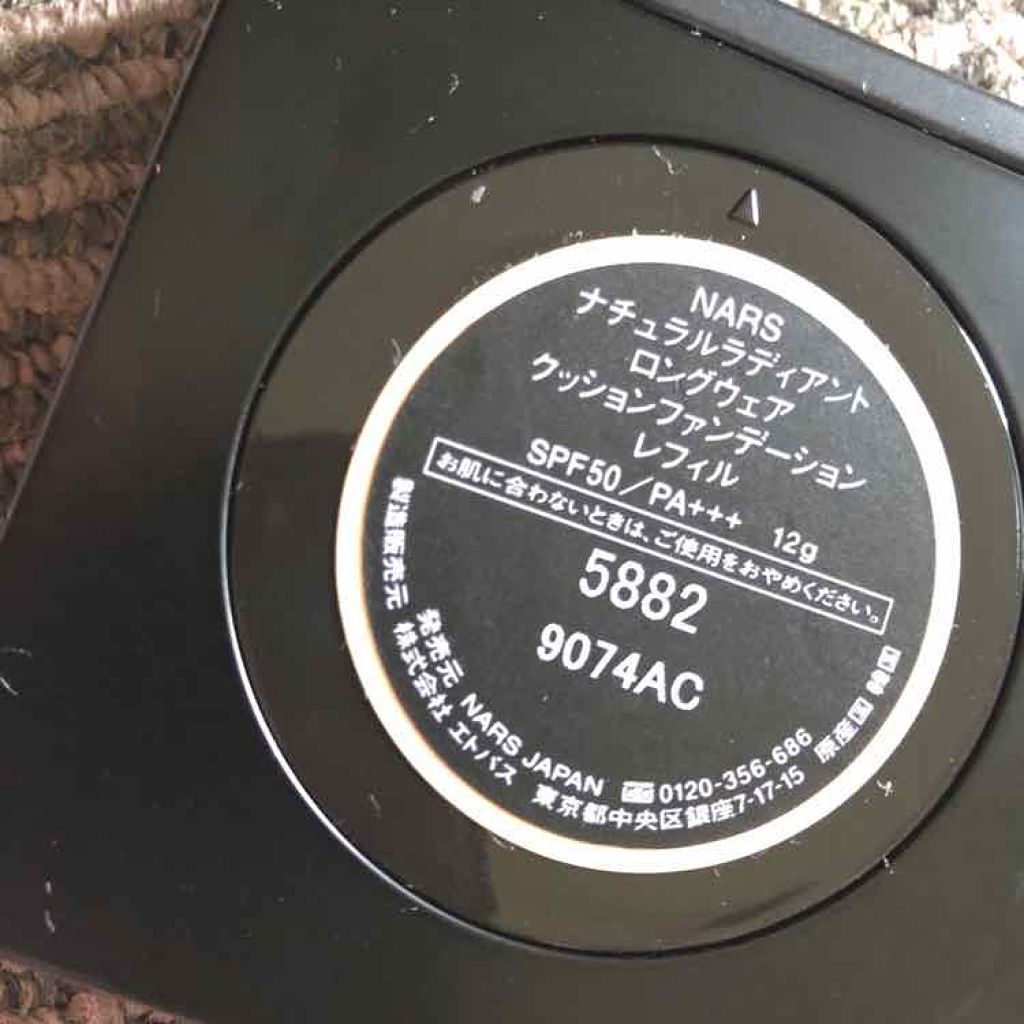 NARS
ナチュラルラディアント
ロングウェア
クッションファンデーション
レフィル
SPF50/PA+++ 12g
お肌に合わないときは、ご使用をおやめください。
5882
9074AC
発売元 NARS JAPAN 0120-356-686 原産国 韓国
製造販売元 株式会社 エトバス 東京都中央区銀座7-17-15